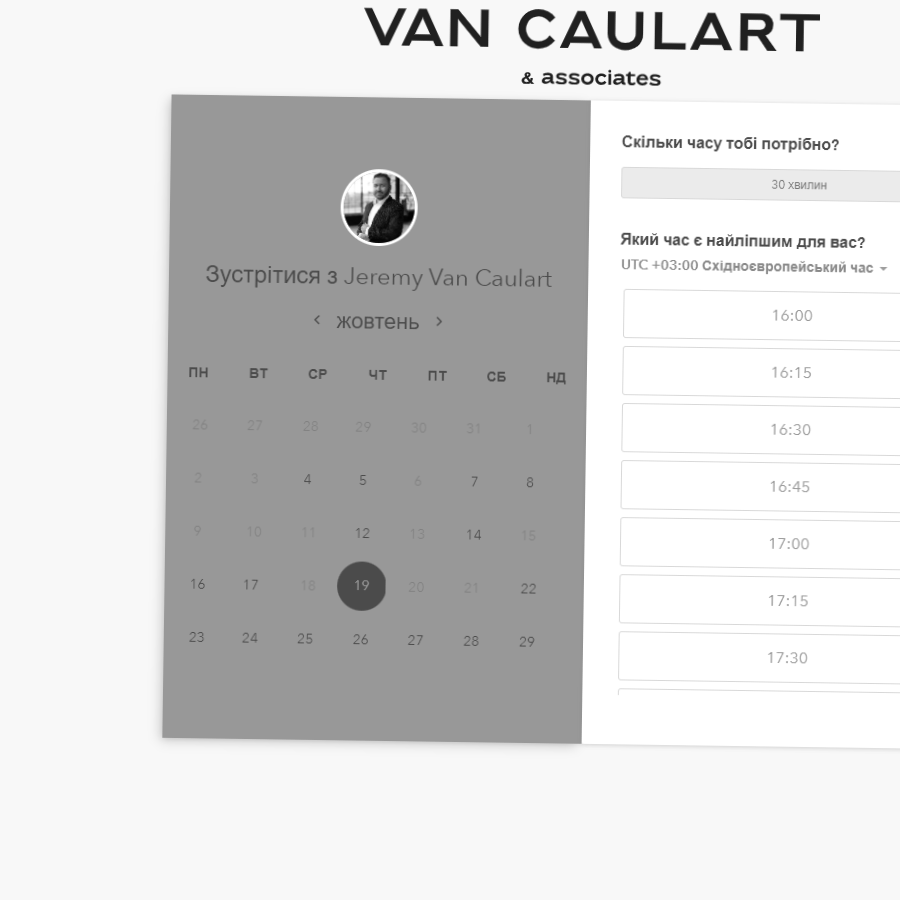 VAN CAULART
& associates
Зустрітися з Jeremy Van Caulart
жовтень
ПН ВТ СР ЧТ ПТ СБ НД
26 27 28 29 30 31 1
2 3 4 5 6 7 8
9 10 11 12 13 14 15
16 17 18 19 20 21 22
23 24 25 26 27 28 29
Скільки часу тобі потрібно?
30 хвилин
Який час є найліпшим для вас?
UTC +03:00 Східноєвропейський час
16:00
16:15
16:30
16:45
17:00
17:15
17:30